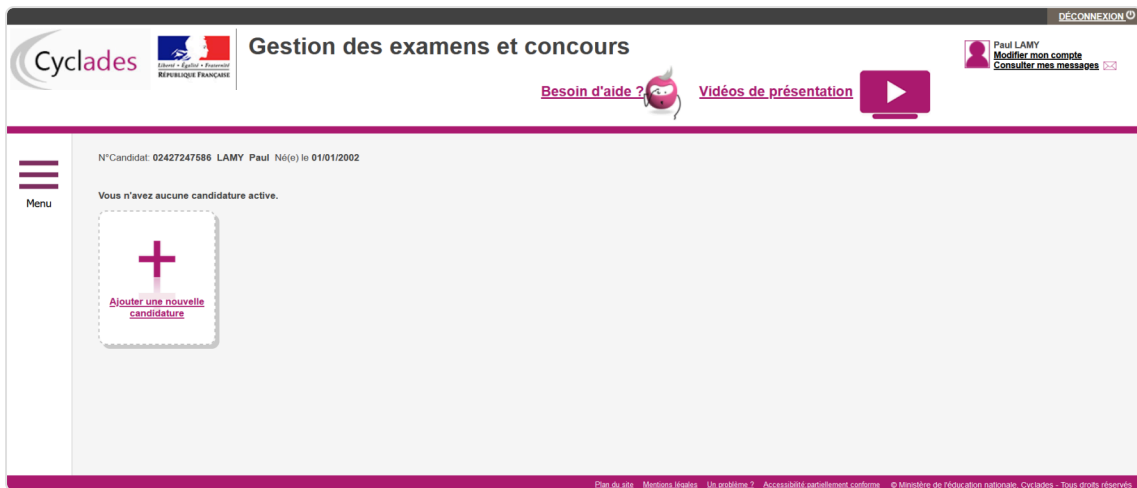 DÉCONNEXION
Cyclades
Liberté • Égalité • Fraternité
RÉPUBLIQUE FRANÇAISE
Gestion des examens et concours
Paul LAMY
Modifier mon compte
Consulter mes messages
Besoin d'aide ?
Vidéos de présentation
Menu
N°Candidat: 02427247586 LAMY Paul Né(e) le 01/01/2002
Vous n'avez aucune candidature active.
Ajouter une nouvelle
candidature
Plan du site Mentions légales Un problème ? Accessibilité partiellement conforme © Ministère de l'éducation nationale, Cyclades - Tous droits réservés